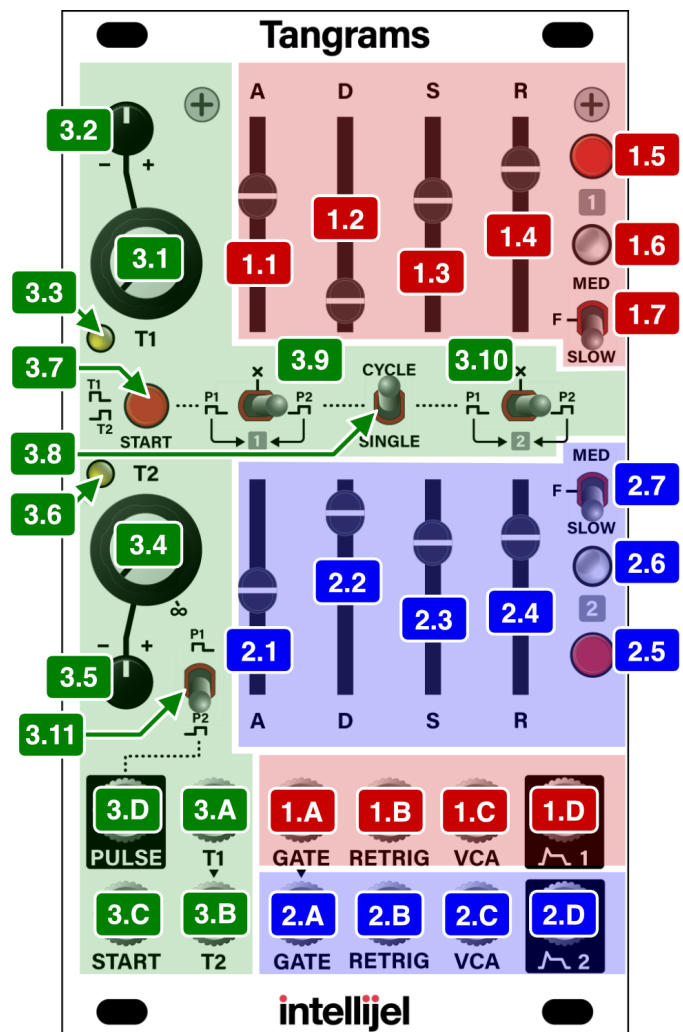 Tangrams
A D S R
3.2
1.5
− +
1.2
1
3.1
1.1
1.3
1.4
1.6
MED
3.3
F
1.7
T1
SLOW
3.7
3.9
CYCLE
3.10
T1
P1
X
P2
P1
X
P2
T2
START
1
SINGLE
2
3.8
T2
MED
3.6
F
2.7
3.4
SLOW
2.2
2.6
∞
2.3
2.4
2
P1
− +
2.1
2.5
3.5
P2
3.11
A D S R
3.D
3.A
1.A
1.B
1.C
1.D
PULSE
T1
GATE
RETRIG
VCA
1
3.C
3.B
2.A
2.B
2.C
2.D
START
T2
GATE
RETRIG
VCA
2
intellijel